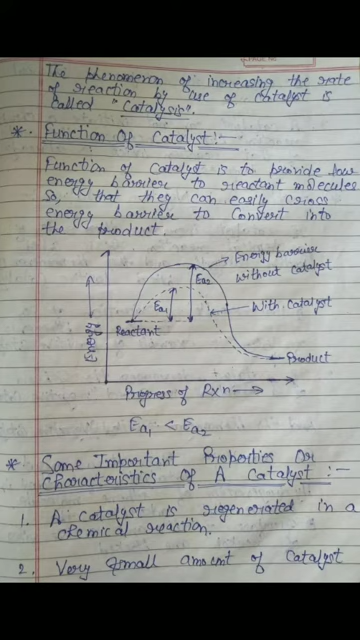 The phenomenon of increasing the rate
of reaction by use of catalyst is
called "Catalysis".
* Function Of Catalyst :-
Function of catalyst is to provide low
energy barrier to reactant molecules
so, that they can easily cross
energy barrier to convert into
the product.
Energy barrier
without catalyst
Ea2
Ea1
With catalyst
Reactant
Energy
Product
Progress of Rxn
Ea1 < Ea2
* Some Important Properties Or
Characteristics Of A Catalyst :-
1. A catalyst is regenerated in a
chemical reaction.
2. Very small amount of catalyst